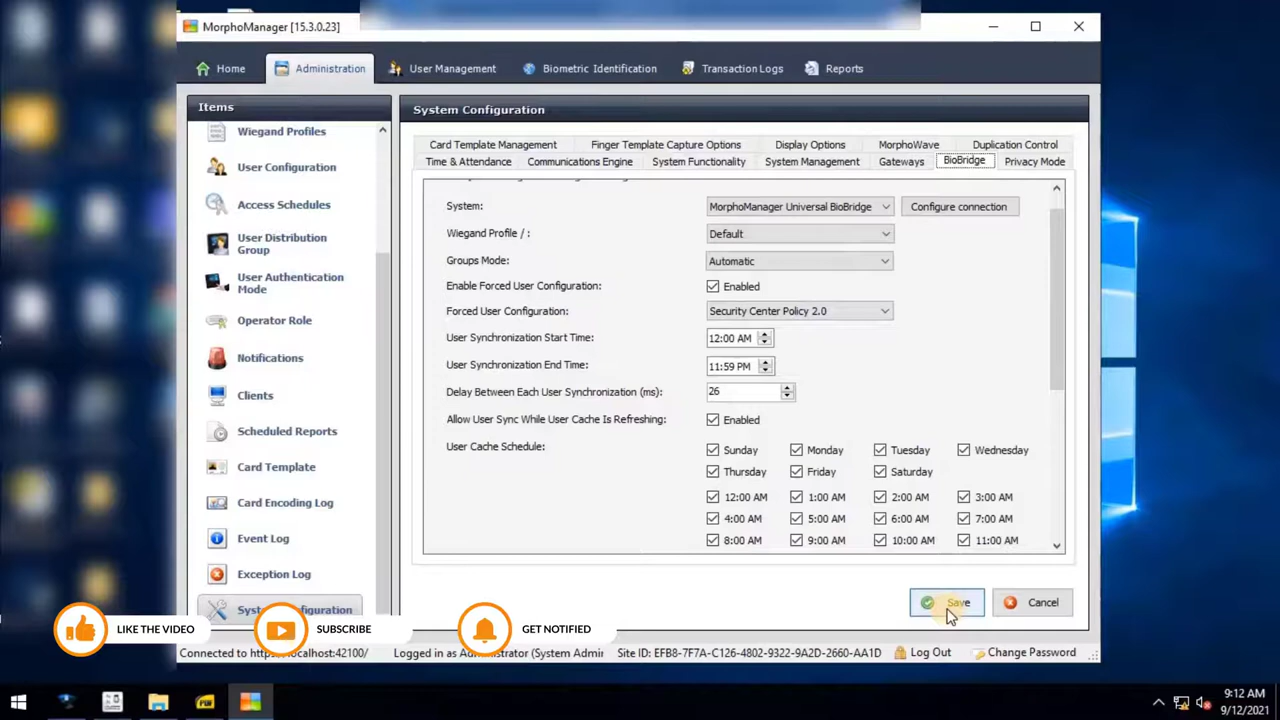 MorphoManager [15.3.0.23]
Home
Administration
User Management
Biometric Identification
Transaction Logs
Reports
Items
Wiegand Profiles
User Configuration
Access Schedules
User Distribution
Group
User Authentication
Mode
Operator Role
Notifications
Clients
Scheduled Reports
Card Template
Card Encoding Log
Event Log
Exception Log
System Configuration
Card Template Management
Finger Template Capture Options
Display Options
MorphoWave
Duplication Control
Time & Attendance
Communications Engine
System Functionality
System Management
Gateways
BioBridge
Privacy Mode
System:
MorphoManager Universal BioBridge
Configure connection
Wiegand Profile / :
Default
Groups Mode:
Automatic
Enable Forced User Configuration:
Enabled
Forced User Configuration:
Security Center Policy 2.0
User Synchronization Start Time:
12:00 AM
User Synchronization End Time:
11:59 PM
Delay Between Each User Synchronization (ms):
26
Allow User Sync While User Cache Is Refreshing:
Enabled
User Cache Schedule:
Sunday Monday Tuesday Wednesday
Thursday Friday Saturday
12:00 AM 1:00 AM 2:00 AM 3:00 AM
4:00 AM 5:00 AM 6:00 AM 7:00 AM
8:00 AM 9:00 AM 10:00 AM 11:00 AM
Save
Cancel
LIKE THE VIDEO
SUBSCRIBE
GET NOTIFIED
Connected to https://localhost:42100/
Logged in as Administrator (System Admir
Site ID: EFB8-7F7A-C126-4802-9322-9A2D-2660-AA1D
Log Out
Change Password
9:12 AM
9/12/2021